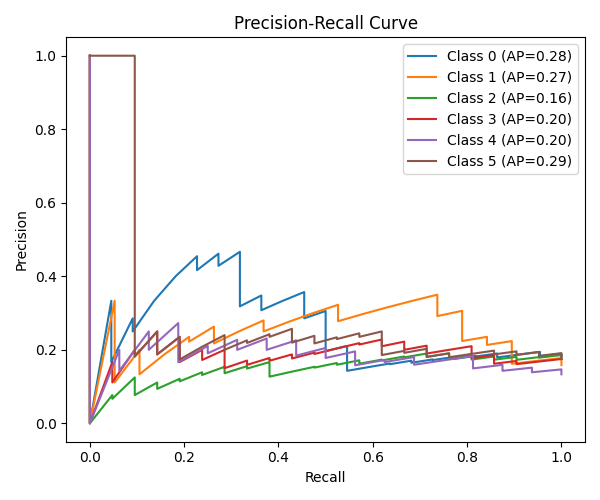 Precision-Recall Curve
Precision
1.0
0.8
0.6
0.4
0.2
0.0
Class 0 (AP=0.28)
Class 1 (AP=0.27)
Class 2 (AP=0.16)
Class 3 (AP=0.20)
Class 4 (AP=0.20)
Class 5 (AP=0.29)
0.0 0.2 0.4 0.6 0.8 1.0
Recall